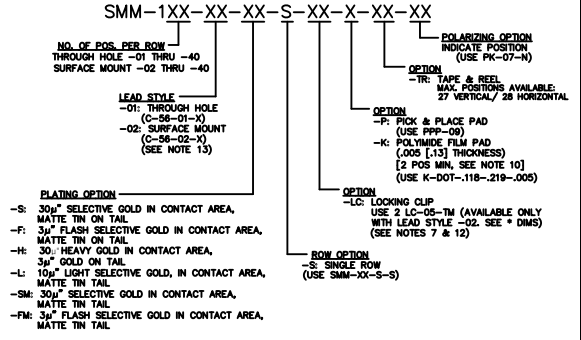 SMM-1XX-XX-XX-S-XX-X-XX-XX
POLARIZING OPTION
INDICATE POSITION
(USE PK-07-N)
OPTION
-TR: TAPE & REEL
MAX. POSITIONS AVAILABLE:
27 VERTICAL/ 28 HORIZONTAL
OPTION
-P: PICK & PLACE PAD
(USE PPP-09)
-K: POLYIMIDE FILM PAD
(.005 [.13] THICKNESS)
[2 POS MIN, SEE NOTE 10]
(USE K-DOT-.118-.219-.005)
OPTION
-LC: LOCKING CLIP
USE 2 LC-05-TM (AVAILABLE ONLY
WITH LEAD STYLE -02. SEE * DIMS)
(SEE NOTES 7 & 12)
ROW OPTION
-S: SINGLE ROW
(USE SMM-XX-S-S)
NO. OF POS. PER ROW
THROUGH HOLE -01 THRU -40
SURFACE MOUNT -02 THRU -40
LEAD STYLE
-01: THROUGH HOLE
(C-56-01-X)
-02: SURFACE MOUNT
(C-56-02-X)
(SEE NOTE 13)
PLATING OPTION
-S: 30µ" SELECTIVE GOLD IN CONTACT AREA,
MATTE TIN ON TAIL
-F: 3µ" FLASH SELECTIVE GOLD IN CONTACT AREA,
MATTE TIN ON TAIL
-H: 30µ" HEAVY GOLD IN CONTACT AREA,
3µ" GOLD ON TAIL
-L: 10µ" LIGHT SELECTIVE GOLD, IN CONTACT AREA,
MATTE TIN TAIL
-SM: 30µ" SELECTIVE GOLD IN CONTACT AREA,
MATTE TIN TAIL
-FM: 3µ" FLASH SELECTIVE GOLD IN CONTACT AREA,
MATTE TIN TAIL